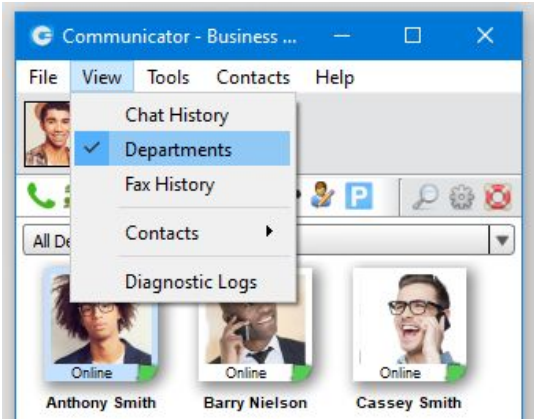 Communicator - Business ...
File View Tools Contacts Help
Chat History
Departments
Fax History
Contacts
Diagnostic Logs
P
All De
Online Online Online
Anthony Smith Barry Nielson Cassey Smith